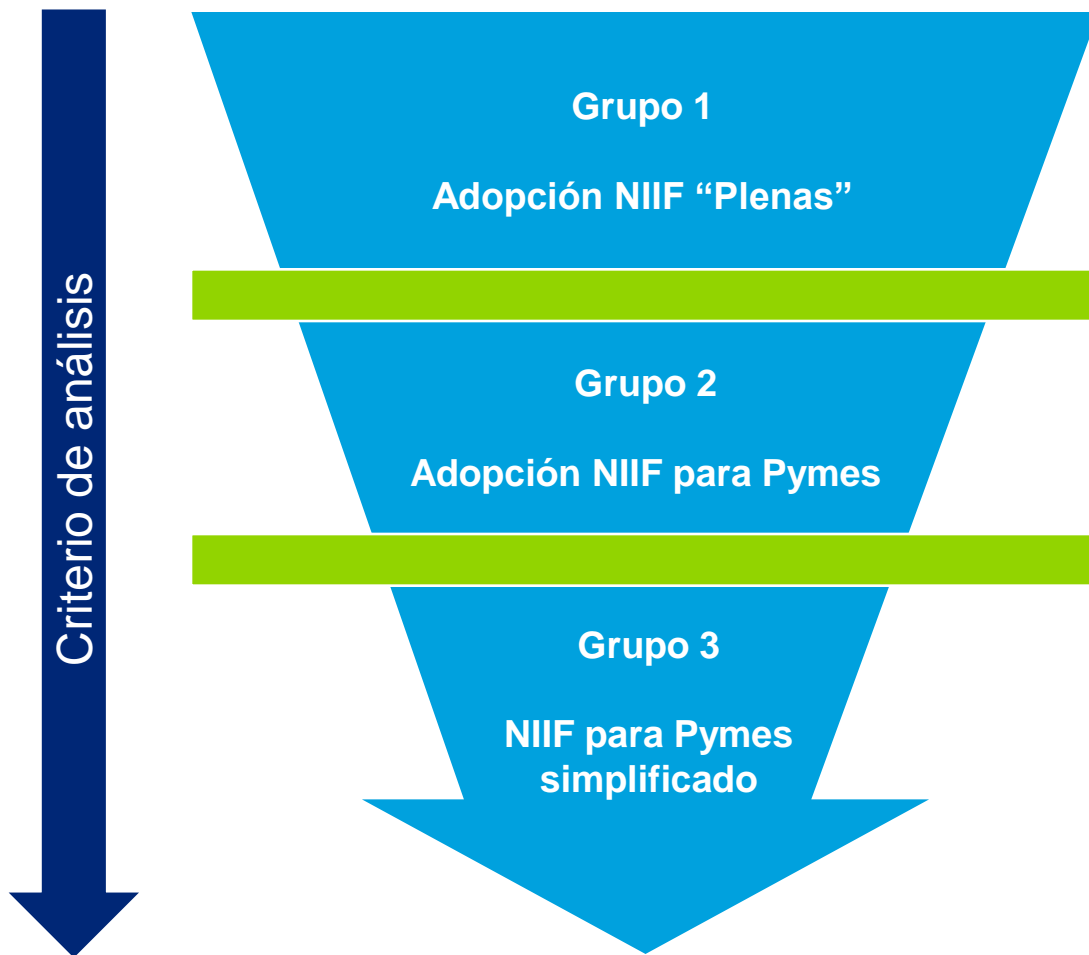 Criterio de análisis
Grupo 1
Adopción NIIF “Plenas”
Grupo 2
Adopción NIIF para Pymes
Grupo 3
NIIF para Pymes
simplificado